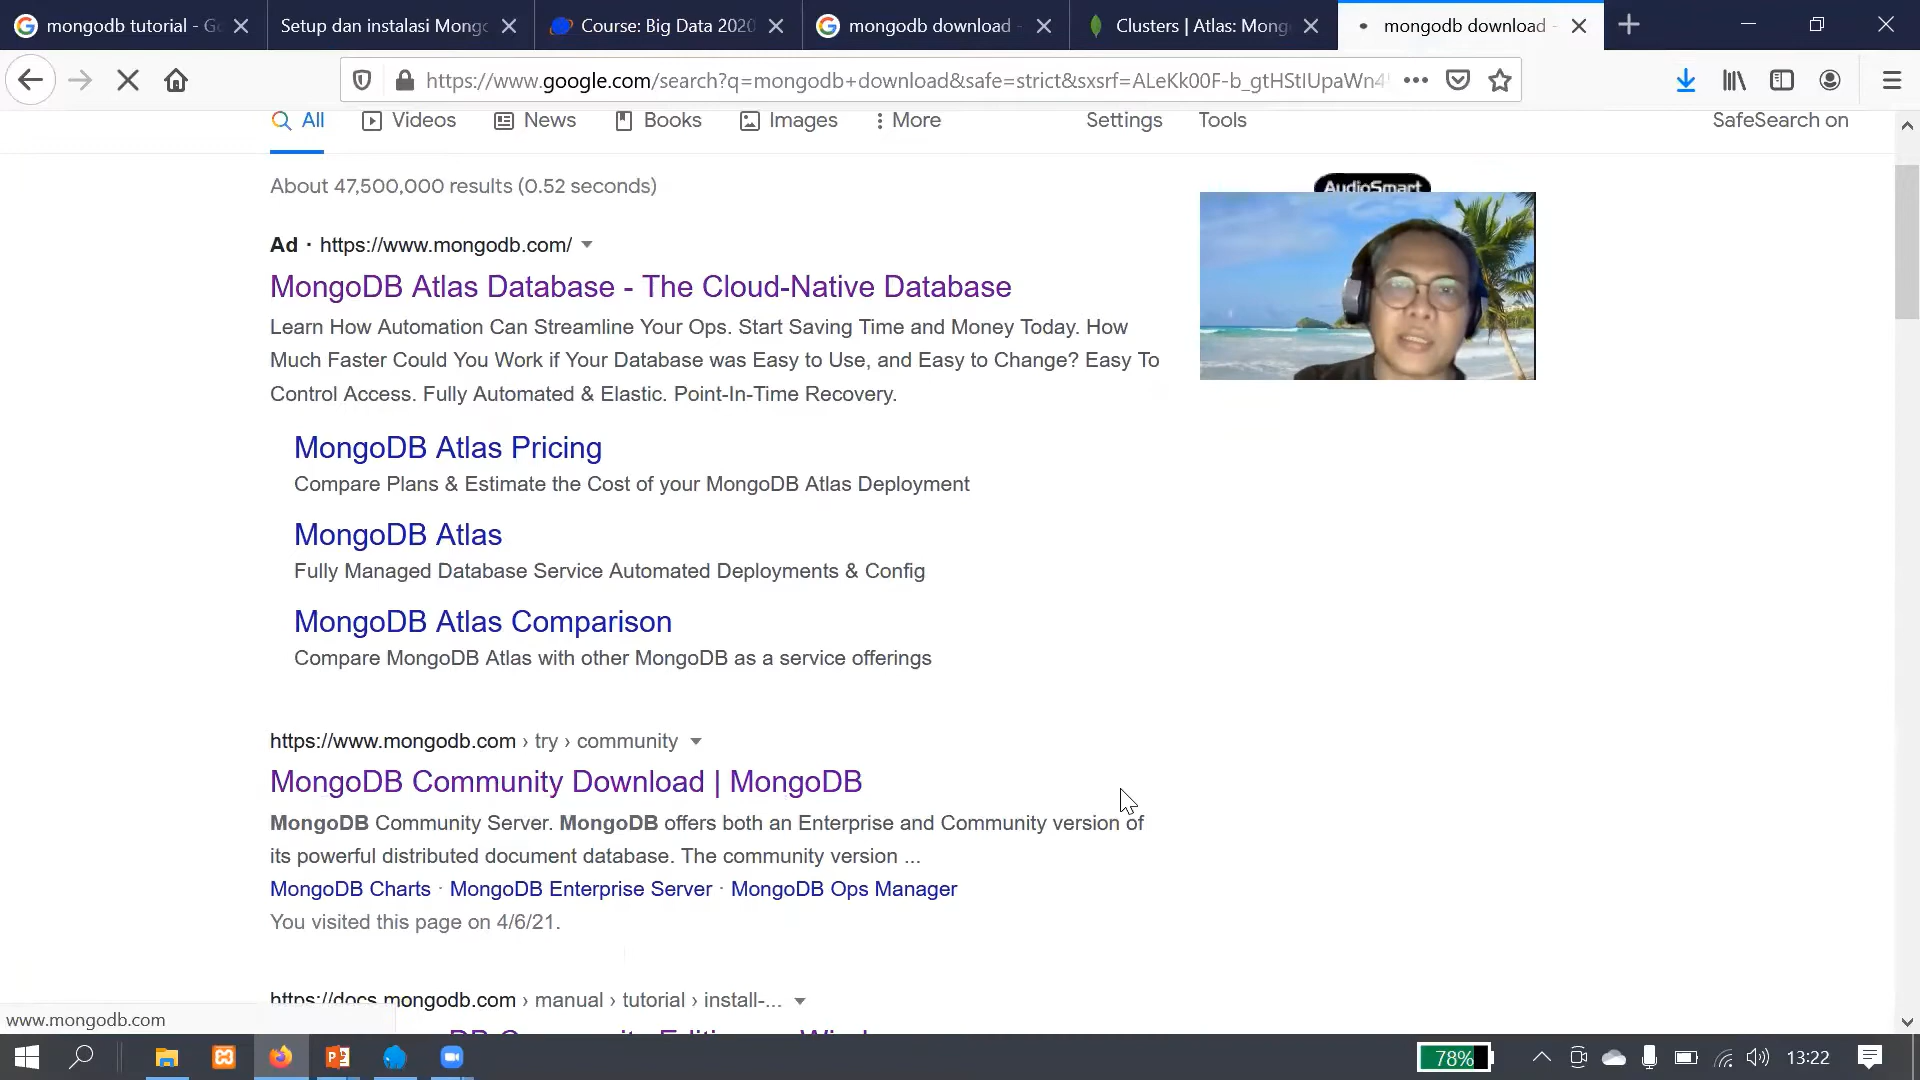 mongodb tutorial - Go
Setup dan instalasi Mongo
Course: Big Data 2020
mongodb download -
Clusters | Atlas: Mong
mongodb download -
https://www.google.com/search?q=mongodb+download&safe=strict&sxsrf=ALeKk00F-b_gtHStIUpaWn4
All
Videos
News
Books
Images
More
Settings
Tools
SafeSearch on
About 47,500,000 results (0.52 seconds)
AudioSmart
Ad · https://www.mongodb.com/
MongoDB Atlas Database - The Cloud-Native Database
Learn How Automation Can Streamline Your Ops. Start Saving Time and Money Today. How
Much Faster Could You Work if Your Database was Easy to Use, and Easy to Change? Easy To
Control Access. Fully Automated & Elastic. Point-In-Time Recovery.
MongoDB Atlas Pricing
Compare Plans & Estimate the Cost of your MongoDB Atlas Deployment
MongoDB Atlas
Fully Managed Database Service Automated Deployments & Config
MongoDB Atlas Comparison
Compare MongoDB Atlas with other MongoDB as a service offerings
https://www.mongodb.com › try › community
MongoDB Community Download | MongoDB
MongoDB Community Server. MongoDB offers both an Enterprise and Community version of
its powerful distributed document database. The community version ...
MongoDB Charts · MongoDB Enterprise Server · MongoDB Ops Manager
You visited this page on 4/6/21.
https://docs.mongodb.com › manual › tutorial › install-...
DB Community Edition
www.mongodb.com
78%
13:22